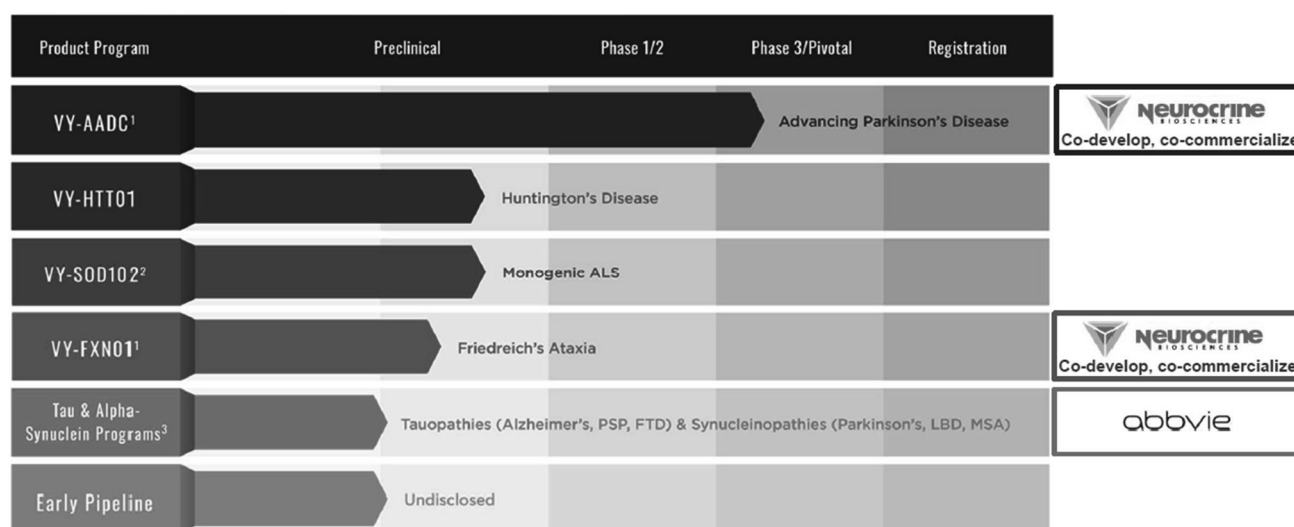 Product Program Preclinical Phase 1/2 Phase 3/Pivotal Registration
VY-AADC¹ Advancing Parkinson's Disease
Neurocrine
BIOSCIENCES
Co-develop, co-commercialize
VY-HTT01 Huntington's Disease
VY-SOD102² Monogenic ALS
VY-FXN01¹ Friedreich's Ataxia
Neurocrine
BIOSCIENCES
Co-develop, co-commercialize
Tau & Alpha-
Synuclein Programs³ Tauopathies (Alzheimer's, PSP, FTD) & Synucleinopathies (Parkinson's, LBD, MSA)
abbvie
Early Pipeline Undisclosed